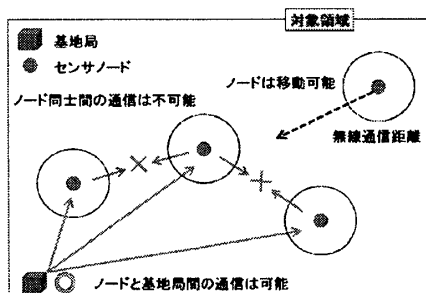 対象領域
基地局
センサノード
ノード同士間の通信は不可能
ノードは移動可能
無線通信距離
ノードと基地局間の通信は可能